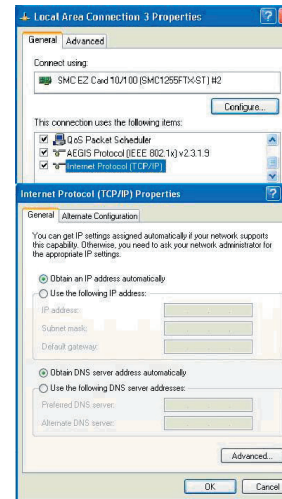 Local Area Connection 3 Properties
General Advanced
Connect using:
SMC EZ Card 10/100 (SMC1255FTX-ST) #2
Configure...
This connection uses the following items:
QoS Packet Scheduler
AEGIS Protocol (IEEE 802.1x) v2.3.1.9
Internet Protocol (TCP/IP)
Internet Protocol (TCP/IP) Properties
General Alternate Configuration
You can get IP settings assigned automatically if your network supports
this capability. Otherwise, you need to ask your network administrator for
the appropriate IP settings.
Obtain an IP address automatically
Use the following IP address:
IP address:
Subnet mask:
Default gateway:
Obtain DNS server address automatically
Use the following DNS server addresses:
Preferred DNS server:
Alternate DNS server:
Advanced...
OK Cancel